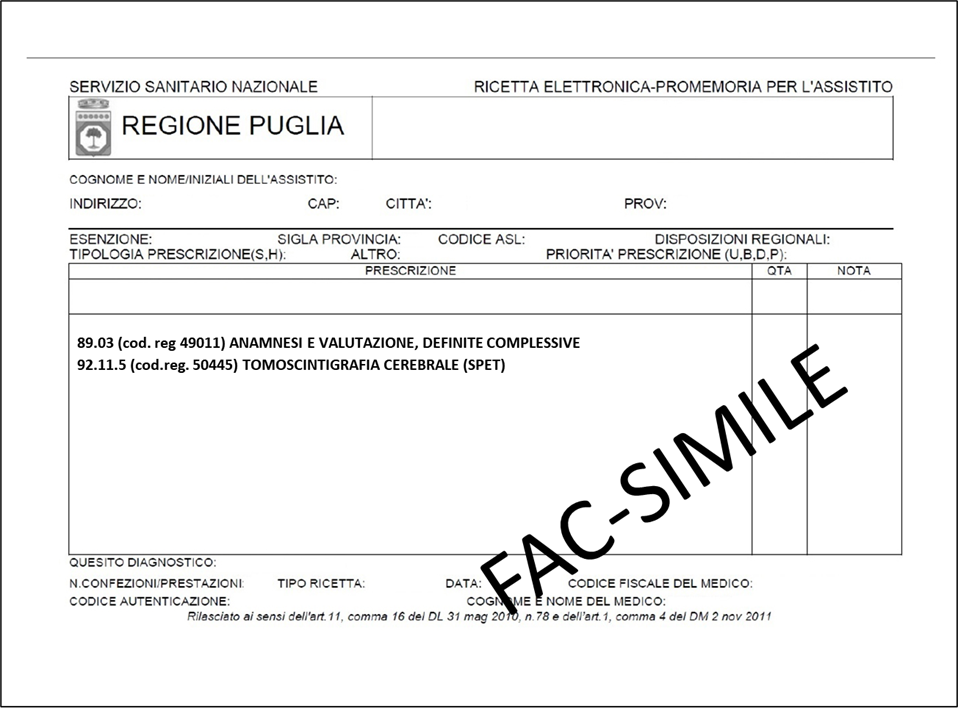 SERVIZIO SANITARIO NAZIONALE RICETTA ELETTRONICA-PROMEMORIA PER L'ASSISTITO
REGIONE PUGLIA
COGNOME E NOME/INIZIALI DELL'ASSISTITO:
INDIRIZZO: CAP: CITTA': PROV:
ESENZIONE: SIGLA PROVINCIA: CODICE ASL: DISPOSIZIONI REGIONALI:
TIPOLOGIA PRESCRIZIONE(S,H): ALTRO: PRIORITA' PRESCRIZIONE (U,B,D,P):
PRESCRIZIONE QTA NOTA
89.03 (cod. reg 49011) ANAMNESI E VALUTAZIONE, DEFINITE COMPLESSIVE
92.11.5 (cod.reg. 50445) TOMOSCINTIGRAFIA CEREBRALE (SPET)
FAC-SIMILE
QUESITO DIAGNOSTICO:
N.CONFEZIONI/PRESTAZIONI: TIPO RICETTA: DATA: CODICE FISCALE DEL MEDICO:
CODICE AUTENTICAZIONE: COGNOME E NOME DEL MEDICO:
Rilasciato ai sensi dell'art.11, comma 16 del DL 31 mag 2010, n.78 e dell'art.1, comma 4 del DM 2 nov 2011